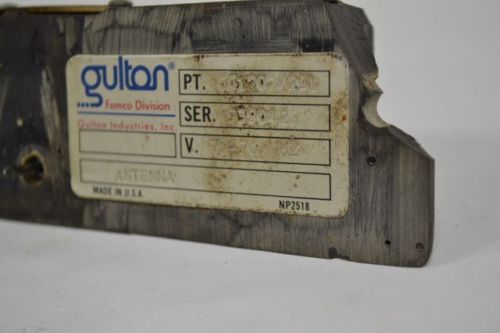 gulton®
Femco Division
Gulton Industries, Inc.
PT.
SER.
V.
ANTENNA
MADE IN U.S.A.
NP2518